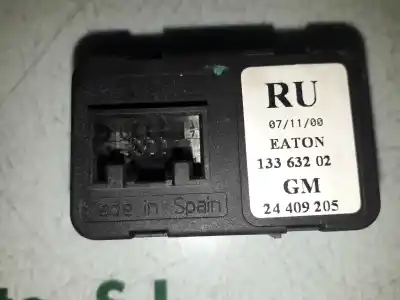 RU
07/11/00
EATON
133 632 02
GM
24 409 205
made in Spain
S.L